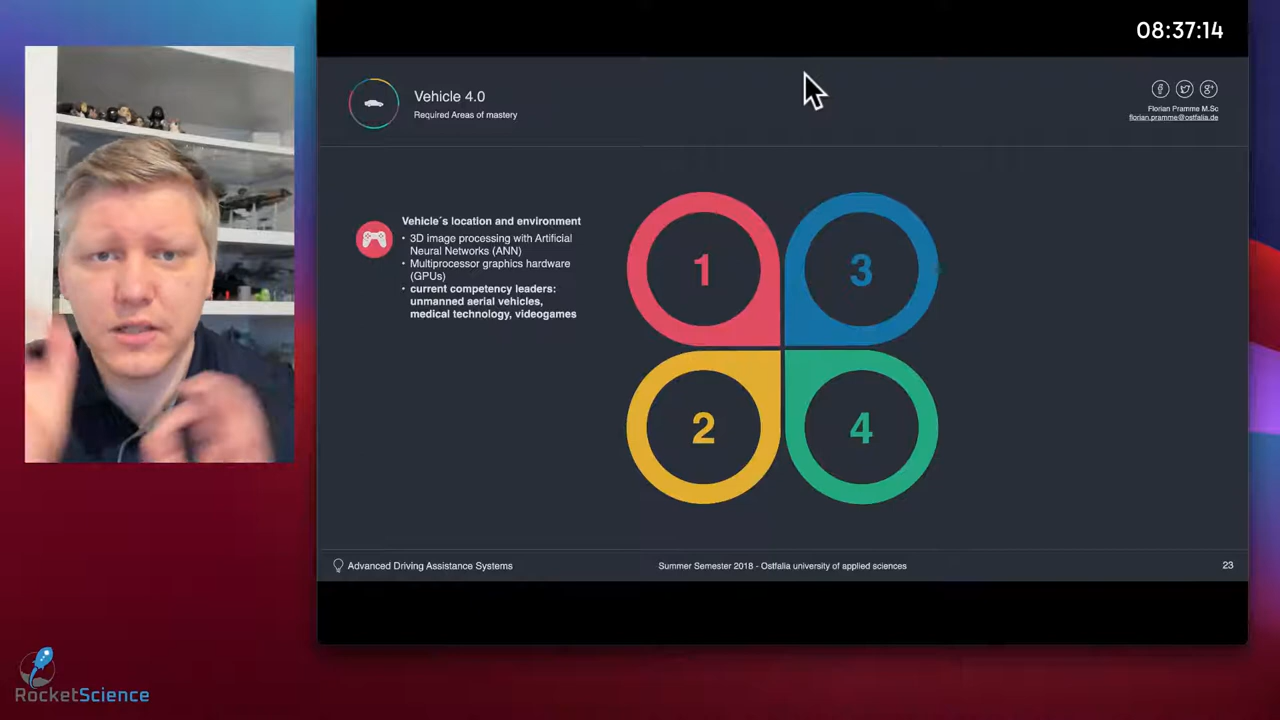 08:37:14
Vehicle 4.0
Required Areas of mastery
Florian Pramme M.Sc
florian.pramme@ostfalia.de
Vehicle´s location and environment
• 3D image processing with Artificial
Neural Networks (ANN)
• Multiprocessor graphics hardware
(GPUs)
• current competency leaders:
unmanned aerial vehicles,
medical technology, videogames
1
3
2
4
Advanced Driving Assistance Systems
Summer Semester 2018 - Ostfalia university of applied sciences
23
RocketScience